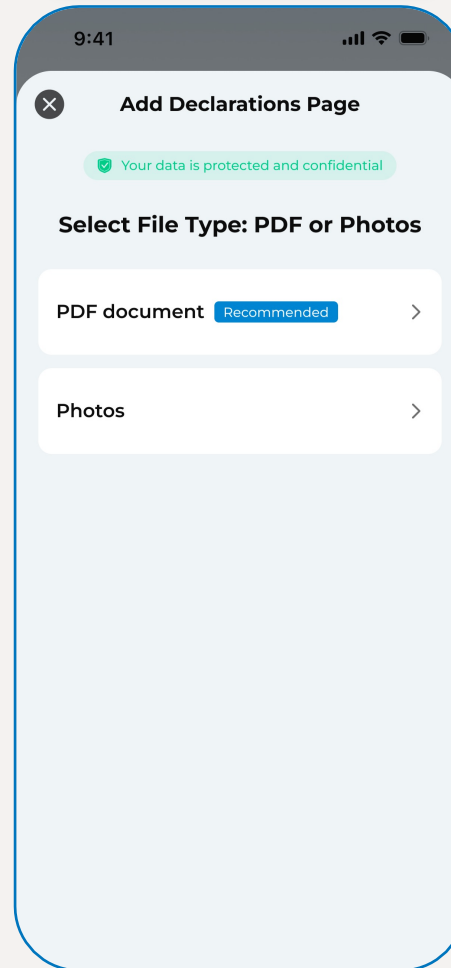 9:41
Add Declarations Page
Your data is protected and confidential
Select File Type: PDF or Photos
PDF document Recommended
Photos